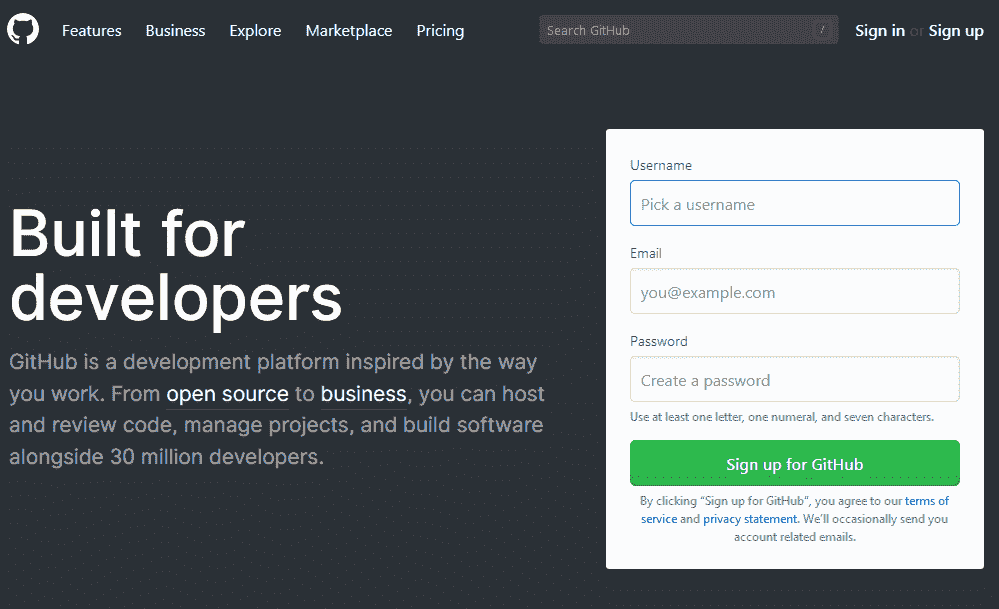 Features Business Explore Marketplace Pricing Search GitHub / Sign in or Sign up
Built for
developers
GitHub is a development platform inspired by the way
you work. From open source to business, you can host
and review code, manage projects, and build software
alongside 30 million developers.
Username
Pick a username
Email
you@example.com
Password
Create a password
Use at least one letter, one numeral, and seven characters.
Sign up for GitHub
By clicking “Sign up for GitHub”, you agree to our terms of
service and privacy statement. We’ll occasionally send you
account related emails.